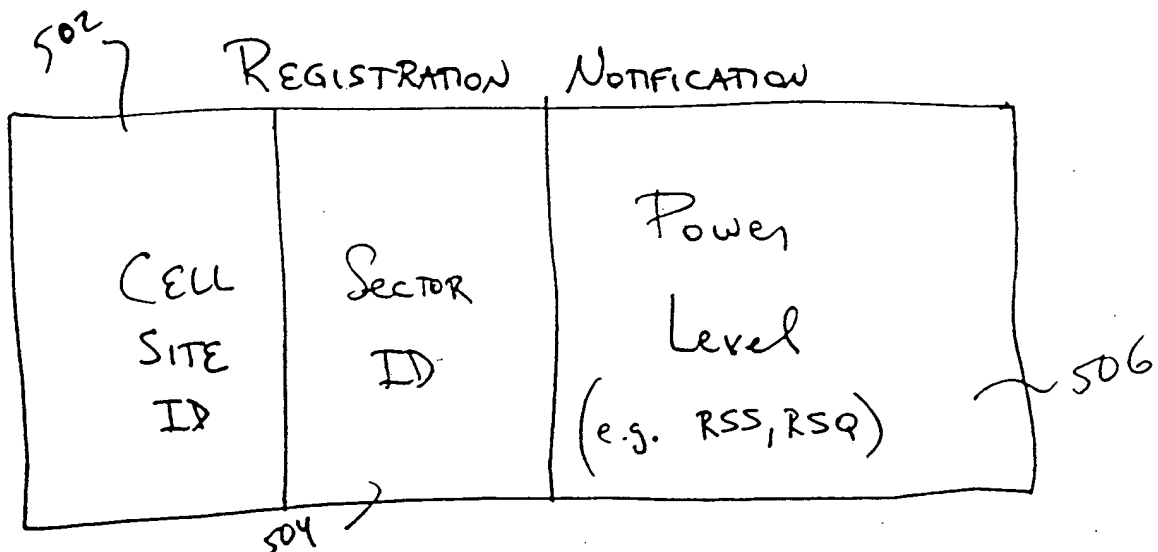 502
REGISTRATION NOTIFICATION
CELL
SITE
ID
SECTOR
ID
Power
Level
(e.g. RSS, RSQ)
506
504